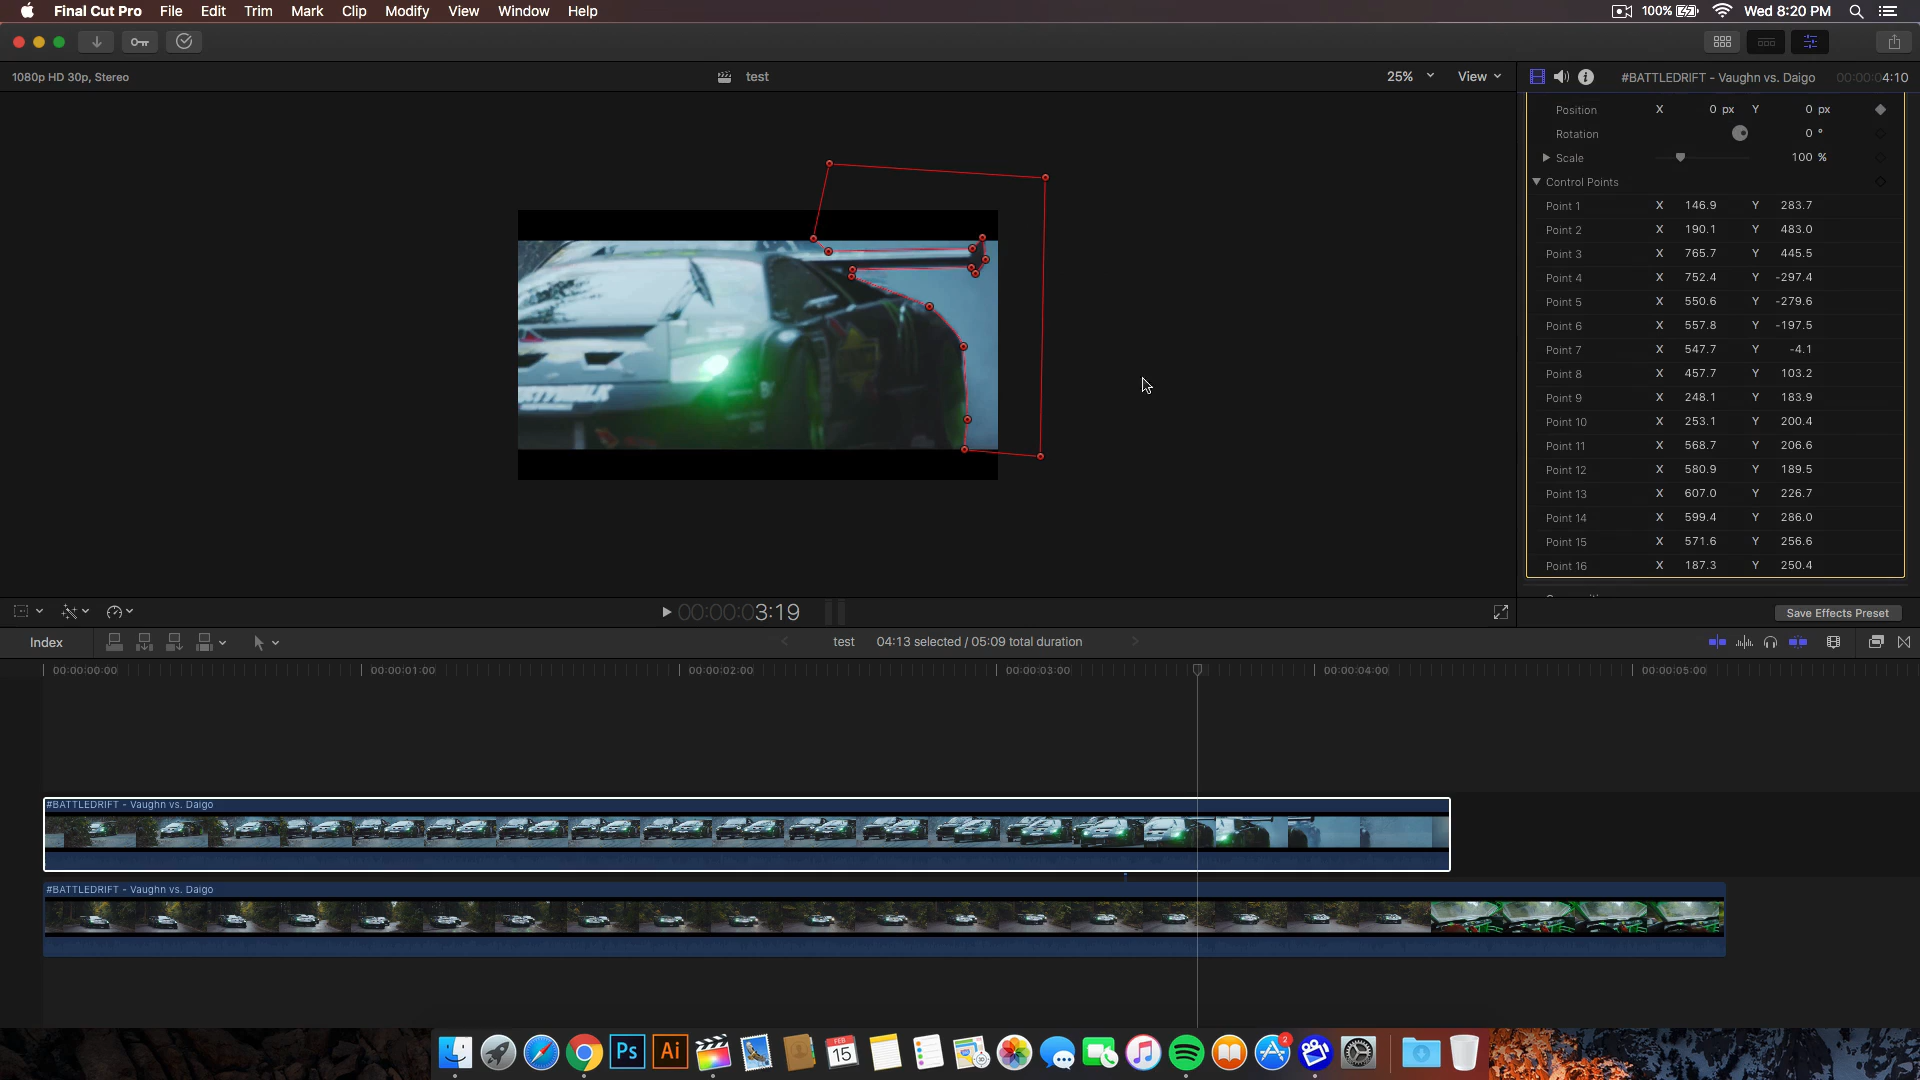 Final Cut Pro File Edit Trim Mark Clip Modify View Window Help 100% Wed 8:20 PM
1080p HD 30p, Stereo test 25% View #BATTLEDRIFT - Vaughn vs. Daigo 00:00:04:10
Position X 0 px Y 0 px
Rotation 0 °
Scale 100 %
Control Points
Point 1 X 146.9 Y 283.7
Point 2 X 190.1 Y 483.0
Point 3 X 765.7 Y 445.5
Point 4 X 752.4 Y -297.4
Point 5 X 550.6 Y -279.6
Point 6 X 557.8 Y -197.5
Point 7 X 547.7 Y -4.1
Point 8 X 457.7 Y 103.2
Point 9 X 248.1 Y 183.9
Point 10 X 253.1 Y 200.4
Point 11 X 568.7 Y 206.6
Point 12 X 580.9 Y 189.5
Point 13 X 607.0 Y 226.7
Point 14 X 599.4 Y 286.0
Point 15 X 571.6 Y 256.6
Point 16 X 187.3 Y 250.4
00:00:03:19 Save Effects Preset
Index test 04:13 selected / 05:09 total duration
00:00:00:00 00:00:01:00 00:00:02:00 00:00:03:00 00:00:04:00 00:00:05:00
#BATTLEDRIFT - Vaughn vs. Daigo
#BATTLEDRIFT - Vaughn vs. Daigo
Ps Ai FEB 15 2